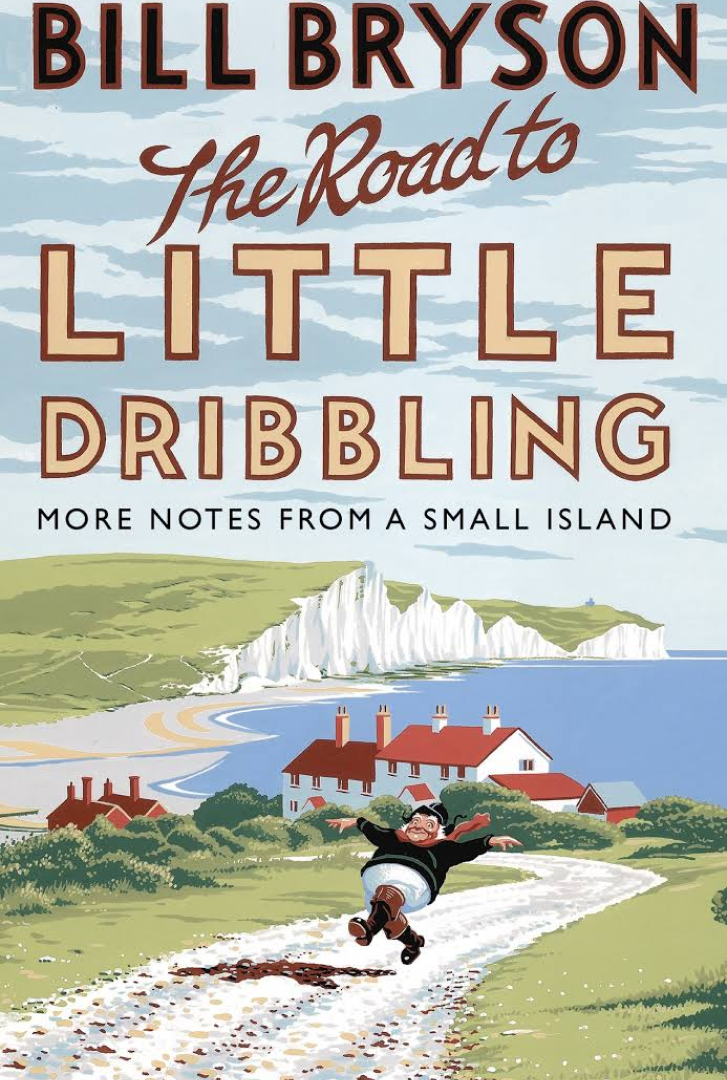 BILL BRYSON
The Road to
LITTLE
DRIBBLING
MORE NOTES FROM A SMALL ISLAND